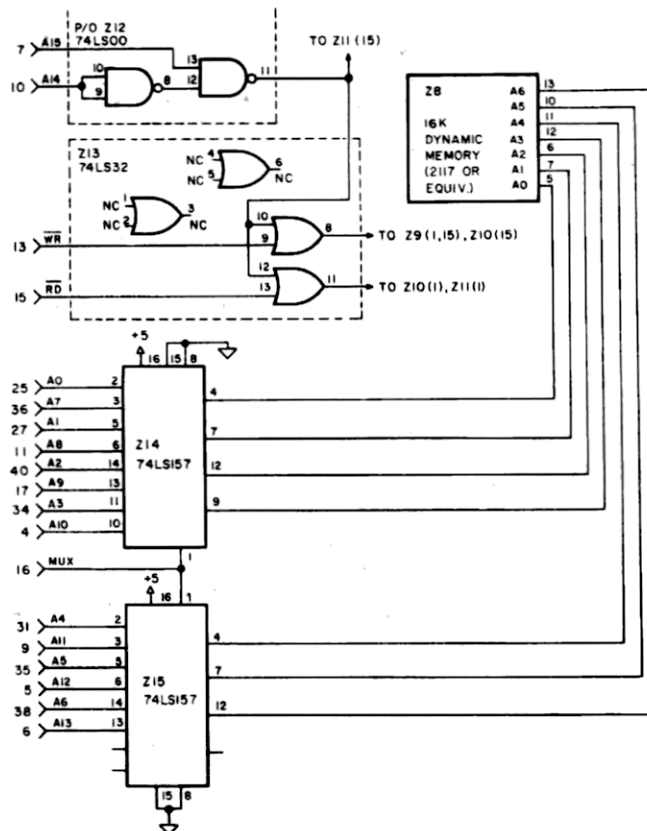 P/O Z12
74LS00
7 A15
10 A14
10
9
8
13
12
11
TO Z11 (15)
Z13
74LS32
NC 4
NC 5
6
NC
NC 1
NC 2
3
NC
13 WR
10
9
8
TO Z9 (1,15), Z10 (15)
15 RD
12
13
11
TO Z10 (1), Z11 (1)
Z8
16K
DYNAMIC
MEMORY
(2117 OR
EQUIV.)
A6 13
A5 10
A4 11
A3 12
A2 6
A1 7
A0 5
+5
16 15 8
25 A0 2
36 A7 3
27 A1 5
11 A8 6
40 A2 14
17 A9 13
34 A3 11
4 A10 10
Z14
74LS157
4
7
12
9
1
16 MUX
+5
16 1
31 A4 2
9 A11 3
35 A5 5
5 A12 6
38 A6 14
6 A13 13
Z15
74LS157
4
7
12
15 8